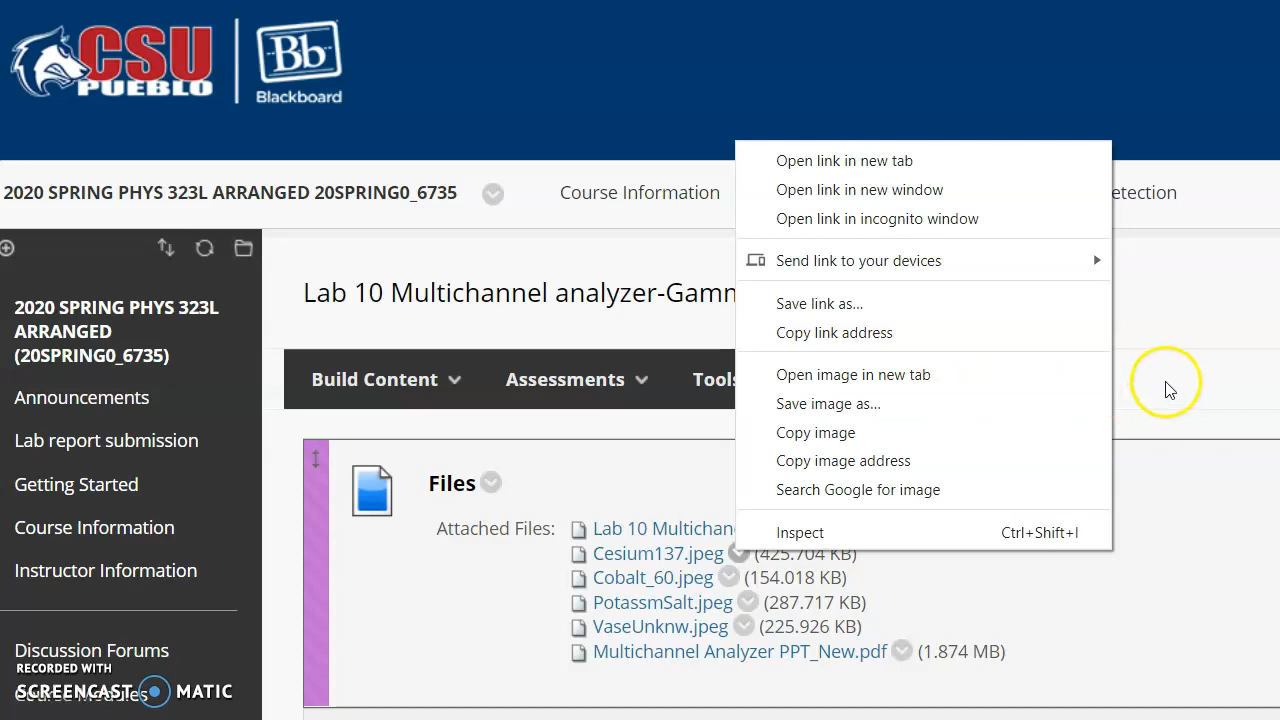 CSU
PUEBLO
Bb
Blackboard
2020 SPRING PHYS 323L ARRANGED 20SPRING0_6735
Course Information
etection
Open link in new tab
Open link in new window
Open link in incognito window
Send link to your devices
Save link as...
Copy link address
Open image in new tab
Save image as...
Copy image
Copy image address
Search Google for image
Inspect Ctrl+Shift+I
2020 SPRING PHYS 323L
ARRANGED
(20SPRING0_6735)
Announcements
Lab report submission
Getting Started
Course Information
Instructor Information
Discussion Forums
RECORDED WITH
SCREENCAST MATIC
Lab 10 Multichannel analyzer-Gam
Build Content
Assessments
Tools
Files
Attached Files:
Lab 10 Multichan
Cesium137.jpeg (425.704 KB)
Cobalt_60.jpeg (154.018 KB)
PotassmSalt.jpeg (287.717 KB)
VaseUnknw.jpeg (225.926 KB)
Multichannel Analyzer PPT_New.pdf (1.874 MB)